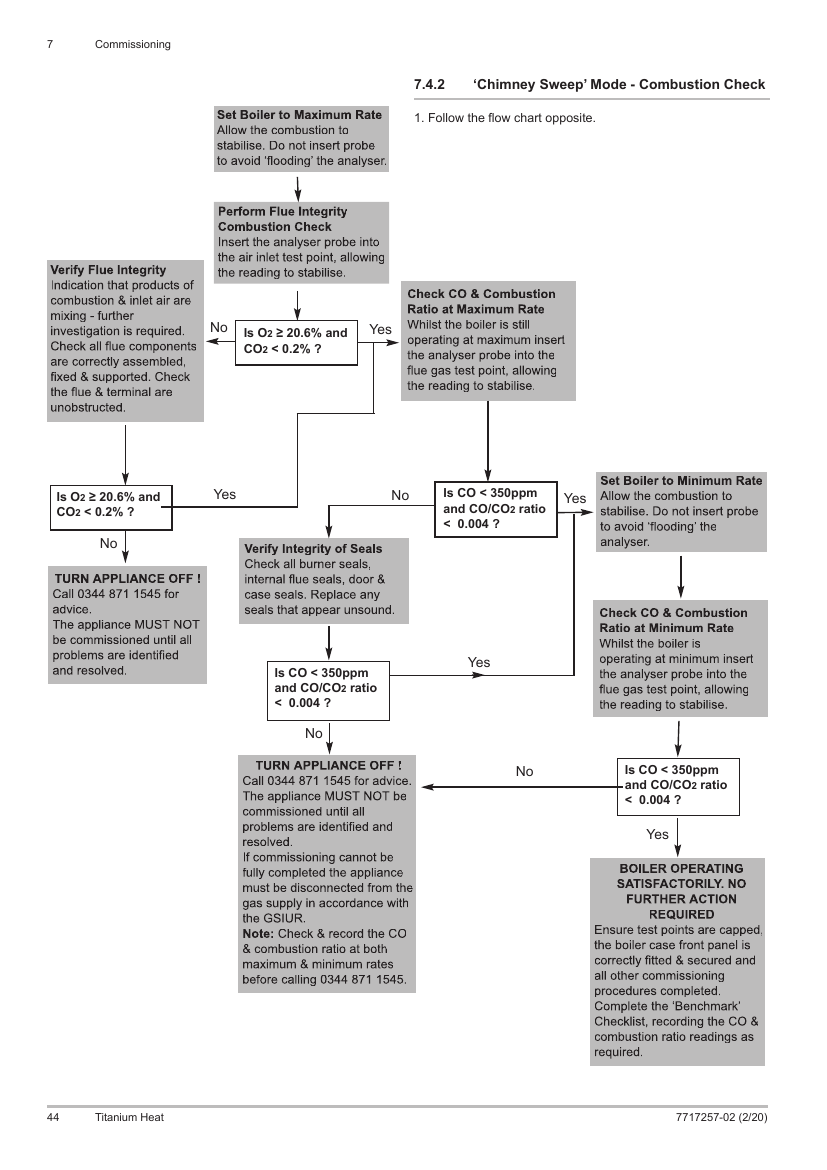 7 Commissioning
7.4.2 ‘Chimney Sweep’ Mode - Combustion Check
1. Follow the flow chart opposite.
Set Boiler to Maximum Rate
Allow the combustion to
stabilise. Do not insert probe
to avoid ‘flooding’ the analyser.
Perform Flue Integrity
Combustion Check
Insert the analyser probe into
the air inlet test point, allowing
the reading to stabilise.
Verify Flue Integrity
Indication that products of
combustion & inlet air are
mixing - further
investigation is required.
Check all flue components
are correctly assembled,
fixed & supported. Check
the flue & terminal are
unobstructed.
No
Is O2 ≥ 20.6% and
CO2 < 0.2% ?
Yes
Check CO & Combustion
Ratio at Maximum Rate
Whilst the boiler is still
operating at maximum insert
the analyser probe into the
flue gas test point, allowing
the reading to stabilise.
Is O2 ≥ 20.6% and
CO2 < 0.2% ?
Yes
No
TURN APPLIANCE OFF !
Call 0344 871 1545 for
advice.
The appliance MUST NOT
be commissioned until all
problems are identified
and resolved.
No
Is CO < 350ppm
and CO/CO2 ratio
< 0.004 ?
Yes
Set Boiler to Minimum Rate
Allow the combustion to
stabilise. Do not insert probe
to avoid ‘flooding’ the
analyser.
Verify Integrity of Seals
Check all burner seals,
internal flue seals, door &
case seals. Replace any
seals that appear unsound.
Check CO & Combustion
Ratio at Minimum Rate
Whilst the boiler is
operating at minimum insert
the analyser probe into the
flue gas test point, allowing
the reading to stabilise.
Is CO < 350ppm
and CO/CO2 ratio
< 0.004 ?
Yes
No
TURN APPLIANCE OFF !
Call 0344 871 1545 for advice.
The appliance MUST NOT be
commissioned until all
problems are identified and
resolved.
If commissioning cannot be
fully completed the appliance
must be disconnected from the
gas supply in accordance with
the GSIUR.
Note: Check & record the CO
& combustion ratio at both
maximum & minimum rates
before calling 0344 871 1545.
No
Is CO < 350ppm
and CO/CO2 ratio
< 0.004 ?
Yes
BOILER OPERATING
SATISFACTORILY. NO
FURTHER ACTION
REQUIRED
Ensure test points are capped,
the boiler case front panel is
correctly fitted & secured and
all other commissioning
procedures completed.
Complete the ‘Benchmark’
Checklist, recording the CO &
combustion ratio readings as
required.
44 Titanium Heat 7717257-02 (2/20)